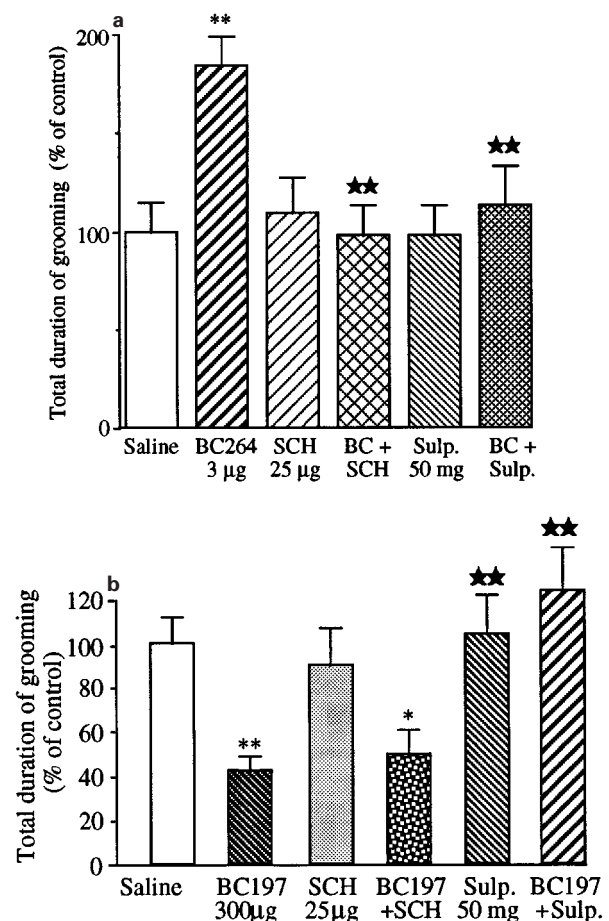 a
Total duration of grooming (% of control)
200
100
0
**
★★
★★
Saline BC264 SCH BC + Sulp. BC +
3 µg 25 µg SCH 50 mg Sulp.
b
Total duration of grooming
(% of control)
120
100
80
60
40
20
0
**
*
★★
★★
Saline BC197 SCH BC197 Sulp. BC197
300µg 25µg +SCH 50 mg +Sulp.